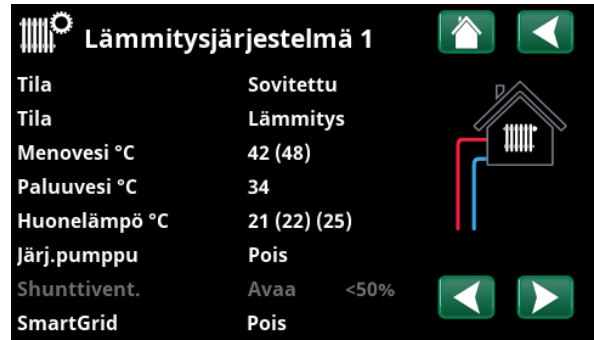 Lämmitysjärjestelmä 1
Tila Sovitettu
Tila Lämmitys
Menovesi °C 42 (48)
Paluuvesi °C 34
Huonelämpö °C 21 (22) (25)
Järj.pumppu Pois
Shunttivent. Avaa <50%
SmartGrid Pois